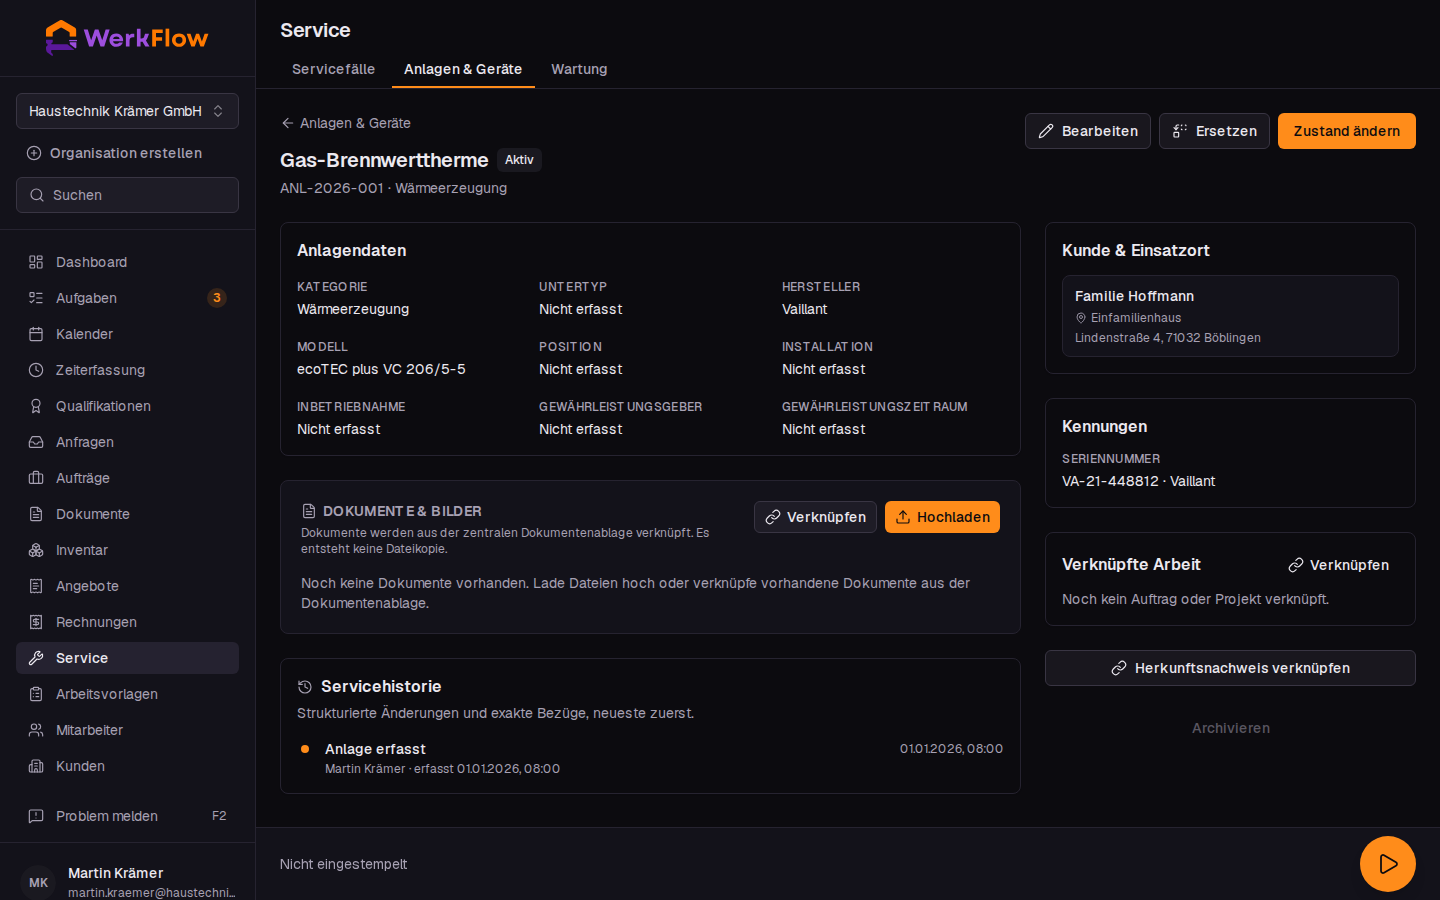 WerkFlow
Haustechnik Krämer GmbH
Organisation erstellen
Suchen
Dashboard
Aufgaben 3
Kalender
Zeiterfassung
Qualifikationen
Anfragen
Aufträge
Dokumente
Inventar
Angebote
Rechnungen
Service
Arbeitsvorlagen
Mitarbeiter
Kunden
Problem melden F2
MK
Martin Krämer
martin.kraemer@haustechni...
Service
Servicefälle Anlagen & Geräte Wartung
Anlagen & Geräte
Bearbeiten Ersetzen Zustand ändern
Gas-Brennwerttherme Aktiv
ANL-2026-001 · Wärmeerzeugung
Anlagendaten
KATEGORIE UNTERTYP HERSTELLER
Wärmeerzeugung Nicht erfasst Vaillant
MODELL POSITION INSTALLATION
ecoTEC plus VC 206/5-5 Nicht erfasst Nicht erfasst
INBETRIEBNAHME GEWÄHRLEISTUNGSGEBER GEWÄHRLEISTUNGSZEITRAUM
Nicht erfasst Nicht erfasst Nicht erfasst
DOKUMENTE & BILDER
Verknüpfen Hochladen
Dokumente werden aus der zentralen Dokumentenablage verknüpft. Es
entsteht keine Dateikopie.
Noch keine Dokumente vorhanden. Lade Dateien hoch oder verknüpfe vorhandene Dokumente aus der
Dokumentenablage.
Servicehistorie
Strukturierte Änderungen und exakte Bezüge, neueste zuerst.
Anlage erfasst 01.01.2026, 08:00
Martin Krämer · erfasst 01.01.2026, 08:00
Kunde & Einsatzort
Familie Hoffmann
Einfamilienhaus
Lindenstraße 4, 71032 Böblingen
Kennungen
SERIENNUMMER
VA-21-448812 · Vaillant
Verknüpfte Arbeit Verknüpfen
Noch kein Auftrag oder Projekt verknüpft.
Herkunftsnachweis verknüpfen
Archivieren
Nicht eingestempelt